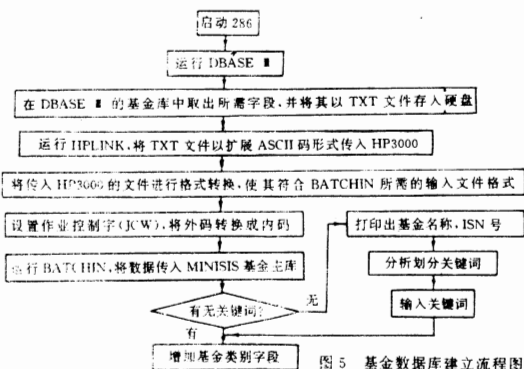 启动286
运行 DBASE Ⅲ
在 DBASE Ⅲ 的基金库中取出所需字段,并将其以 TXT 文件存入硬盘
运行 HPLINK,将 TXT 文件以扩展 ASCII 码形式传入 HP3000
将传入 HP3000 的文件进行格式转换,使其符合 BATCHIN 所需的输入文件格式
设置作业控制字(JCW),将外码转换成内码
运行 BATCHIN,将数据传入 MINISIS 基金主库
有无关键词?
无
打印出基金名称,ISN 号
分析划分关键词
输入关键词
有
增加基金类别字段
图 5 基金数据库建立流程图